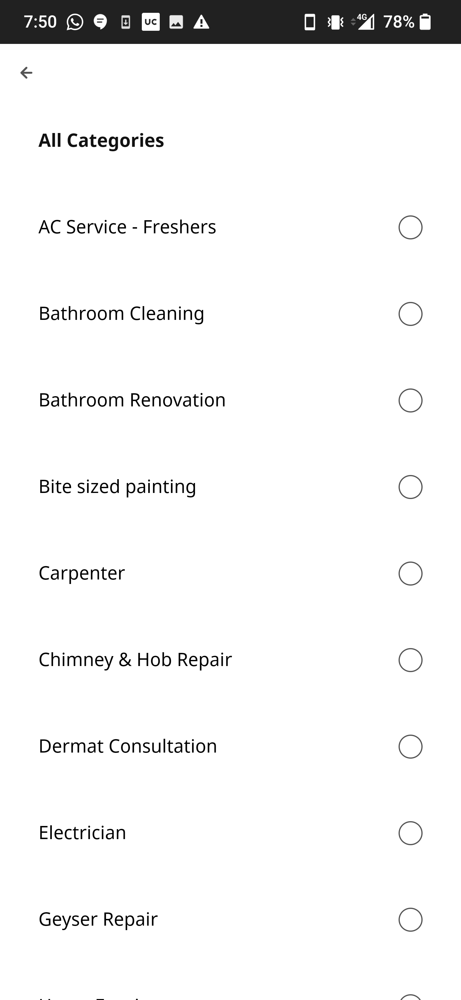 7:50 UC 4G 78%
All Categories
AC Service - Freshers
Bathroom Cleaning
Bathroom Renovation
Bite sized painting
Carpenter
Chimney & Hob Repair
Dermat Consultation
Electrician
Geyser Repair